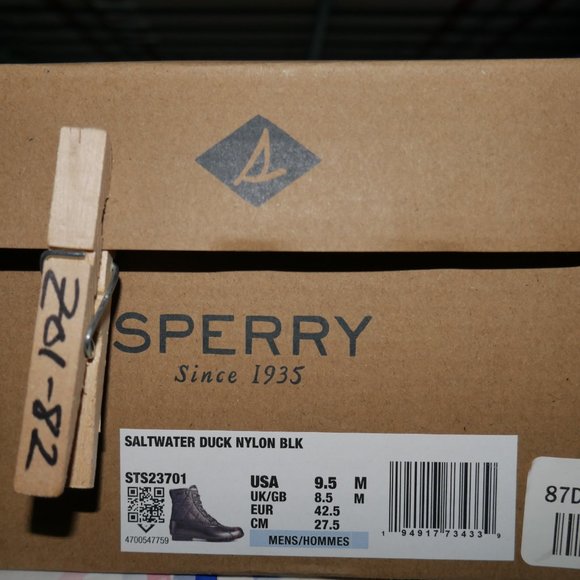 SPERRY
Since 1935
201-82
SALTWATER DUCK NYLON BLK
STS23701
4700547759
USA 9.5 M
UK/GB 8.5 M
EUR 42.5
CM 27.5
MENS/HOMMES
1 94917 73433 9
87D